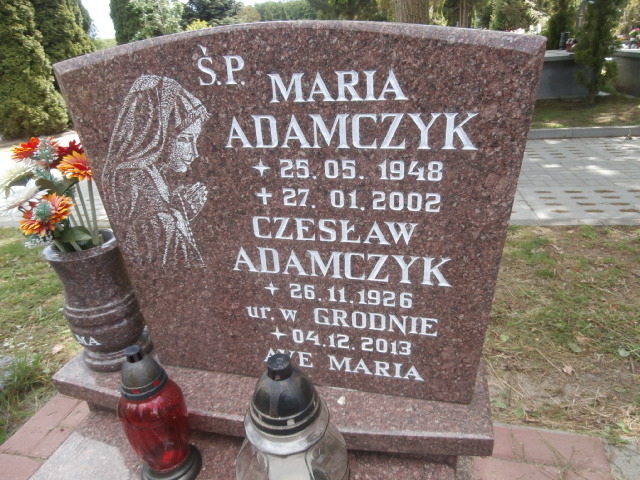 Ś.P. MARIA
ADAMCZYK
+ 25.05.1948
+ 27.01.2002
CZESŁAW
ADAMCZYK
+ 26.11.1926
ur. w GRODNIE
+ 04.12.2013
AVE MARIA
MA